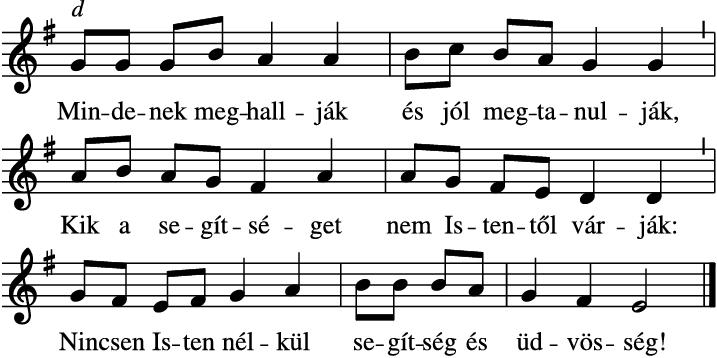 d
Min–de–nek meg–hall – ják és jól meg–ta–nul–ják,
Kik a se–gít–sé – get nem Is–ten–től vár – ják:
Nincsen Is–ten nél–kül se–gít–ség és üd–vös–ség!